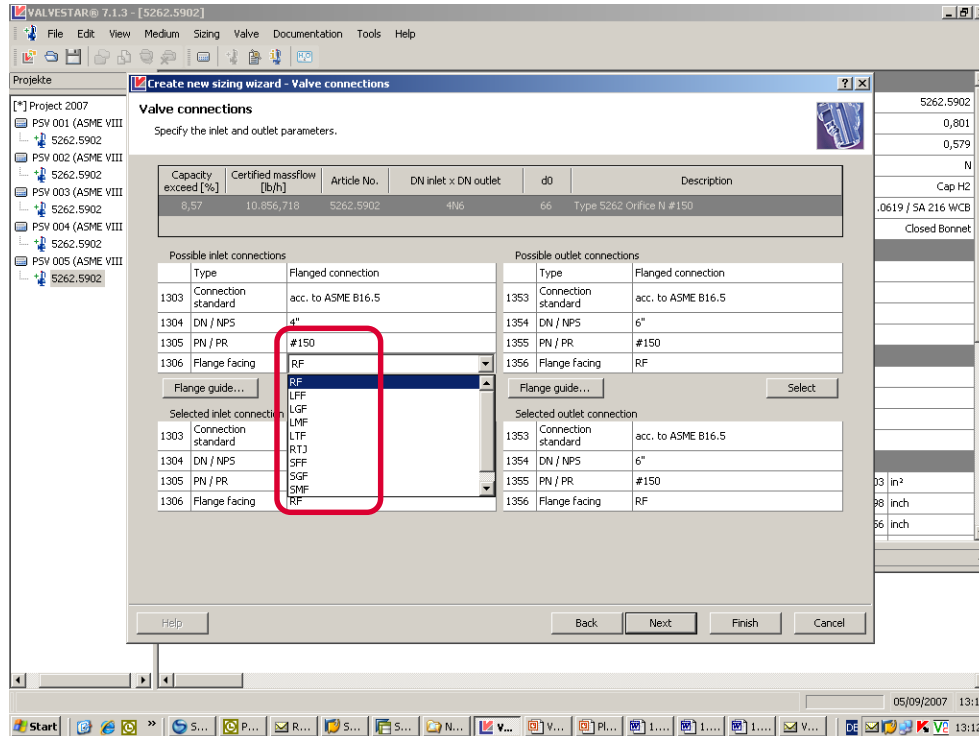 VALVESTAR® 7.1.3 - [5262.5902]
File Edit View Medium Sizing Valve Documentation Tools Help
Projekte
[*] Project 2007
PSV 001 (ASME VIII
5262.5902
PSV 002 (ASME VIII
5262.5902
PSV 003 (ASME VIII
5262.5902
PSV 004 (ASME VIII
5262.5902
PSV 005 (ASME VIII
5262.5902
Create new sizing wizard - Valve connections
Valve connections
Specify the inlet and outlet parameters.
Capacity exceed [%] Certified massflow [lb/h] Article No. DN inlet x DN outlet d0 Description
8,57 10.856,718 5262.5902 4N6 66 Type 5262 Orifice N #150
Possible inlet connections
Type Flanged connection
1303 Connection standard acc. to ASME B16.5
1304 DN / NPS 4"
1305 PN / PR #150
1306 Flange facing RF
RF
LFF
LGF
LMF
LTF
RTJ
SFF
SGF
SMF
Flange guide...
Selected inlet connection
1303 Connection standard
1304 DN / NPS
1305 PN / PR
1306 Flange facing RF
Possible outlet connections
Type Flanged connection
1353 Connection standard acc. to ASME B16.5
1354 DN / NPS 6"
1355 PN / PR #150
1356 Flange facing RF
Flange guide... Select
Selected outlet connection
1353 Connection standard acc. to ASME B16.5
1354 DN / NPS 6"
1355 PN / PR #150
1356 Flange facing RF
Help Back Next Finish Cancel
5262.5902
0,801
0,579
N
Cap H2
.0619 / SA 216 WCB
Closed Bonnet
03 in²
98 inch
56 inch
05/09/2007 13:1
Start » S... P... R... S... S... N... V... V... Pl... 1.... 1.... 1.... V... DE 13:12